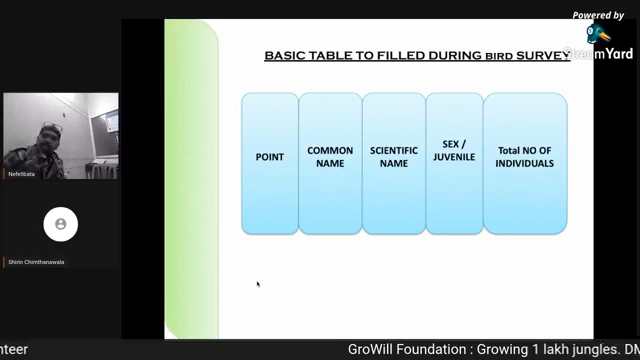 Powered by
StreamYard
BASIC TABLE TO FILLED DURING BIRD SURVEY
POINT
COMMON
NAME
SCIENTIFIC
NAME
SEX /
JUVENILE
Total NO OF
INDIVIDUALS
Nefelibata
Shirin Chimthanawala
nteer
GroWill Foundation : Growing 1 lakh jungles. DM